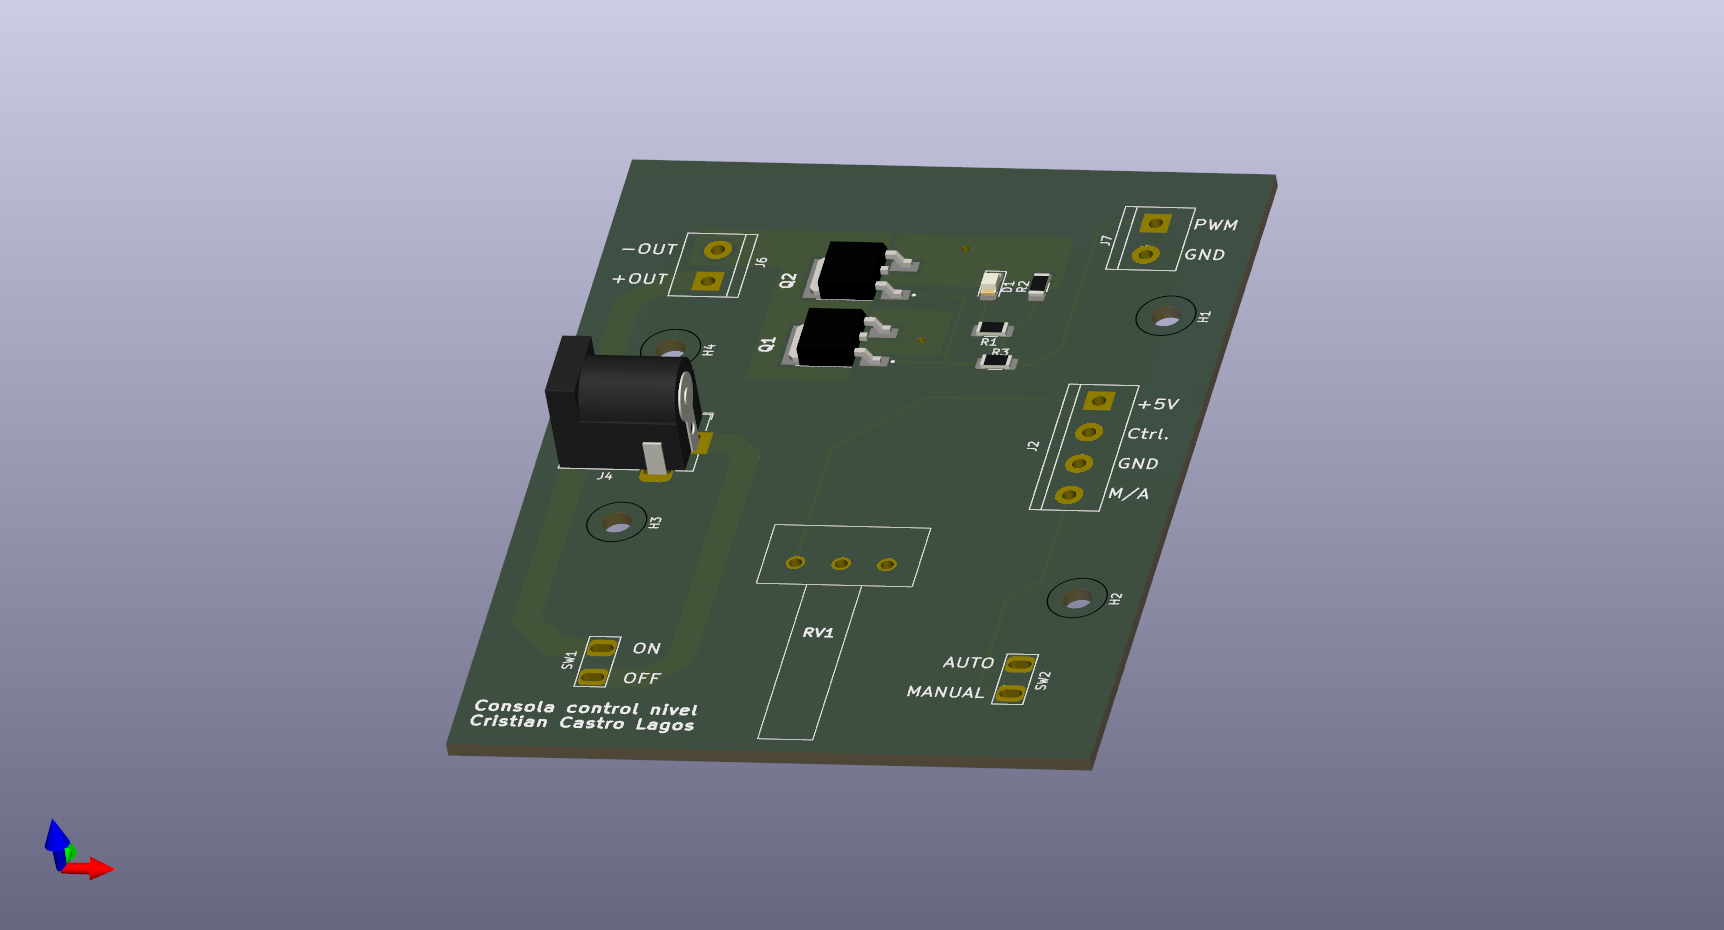 PWM
J7
GND
−OUT
+OUT
J6
Q2
D1
R2
H1
Q1
R1
R3
H4
+5V
Ctrl.
J2
GND
M/A
J4
H3
H2
RV1
ON
SW1
OFF
AUTO
MANUAL
SW2
Consola control nivel
Cristian Castro Lagos